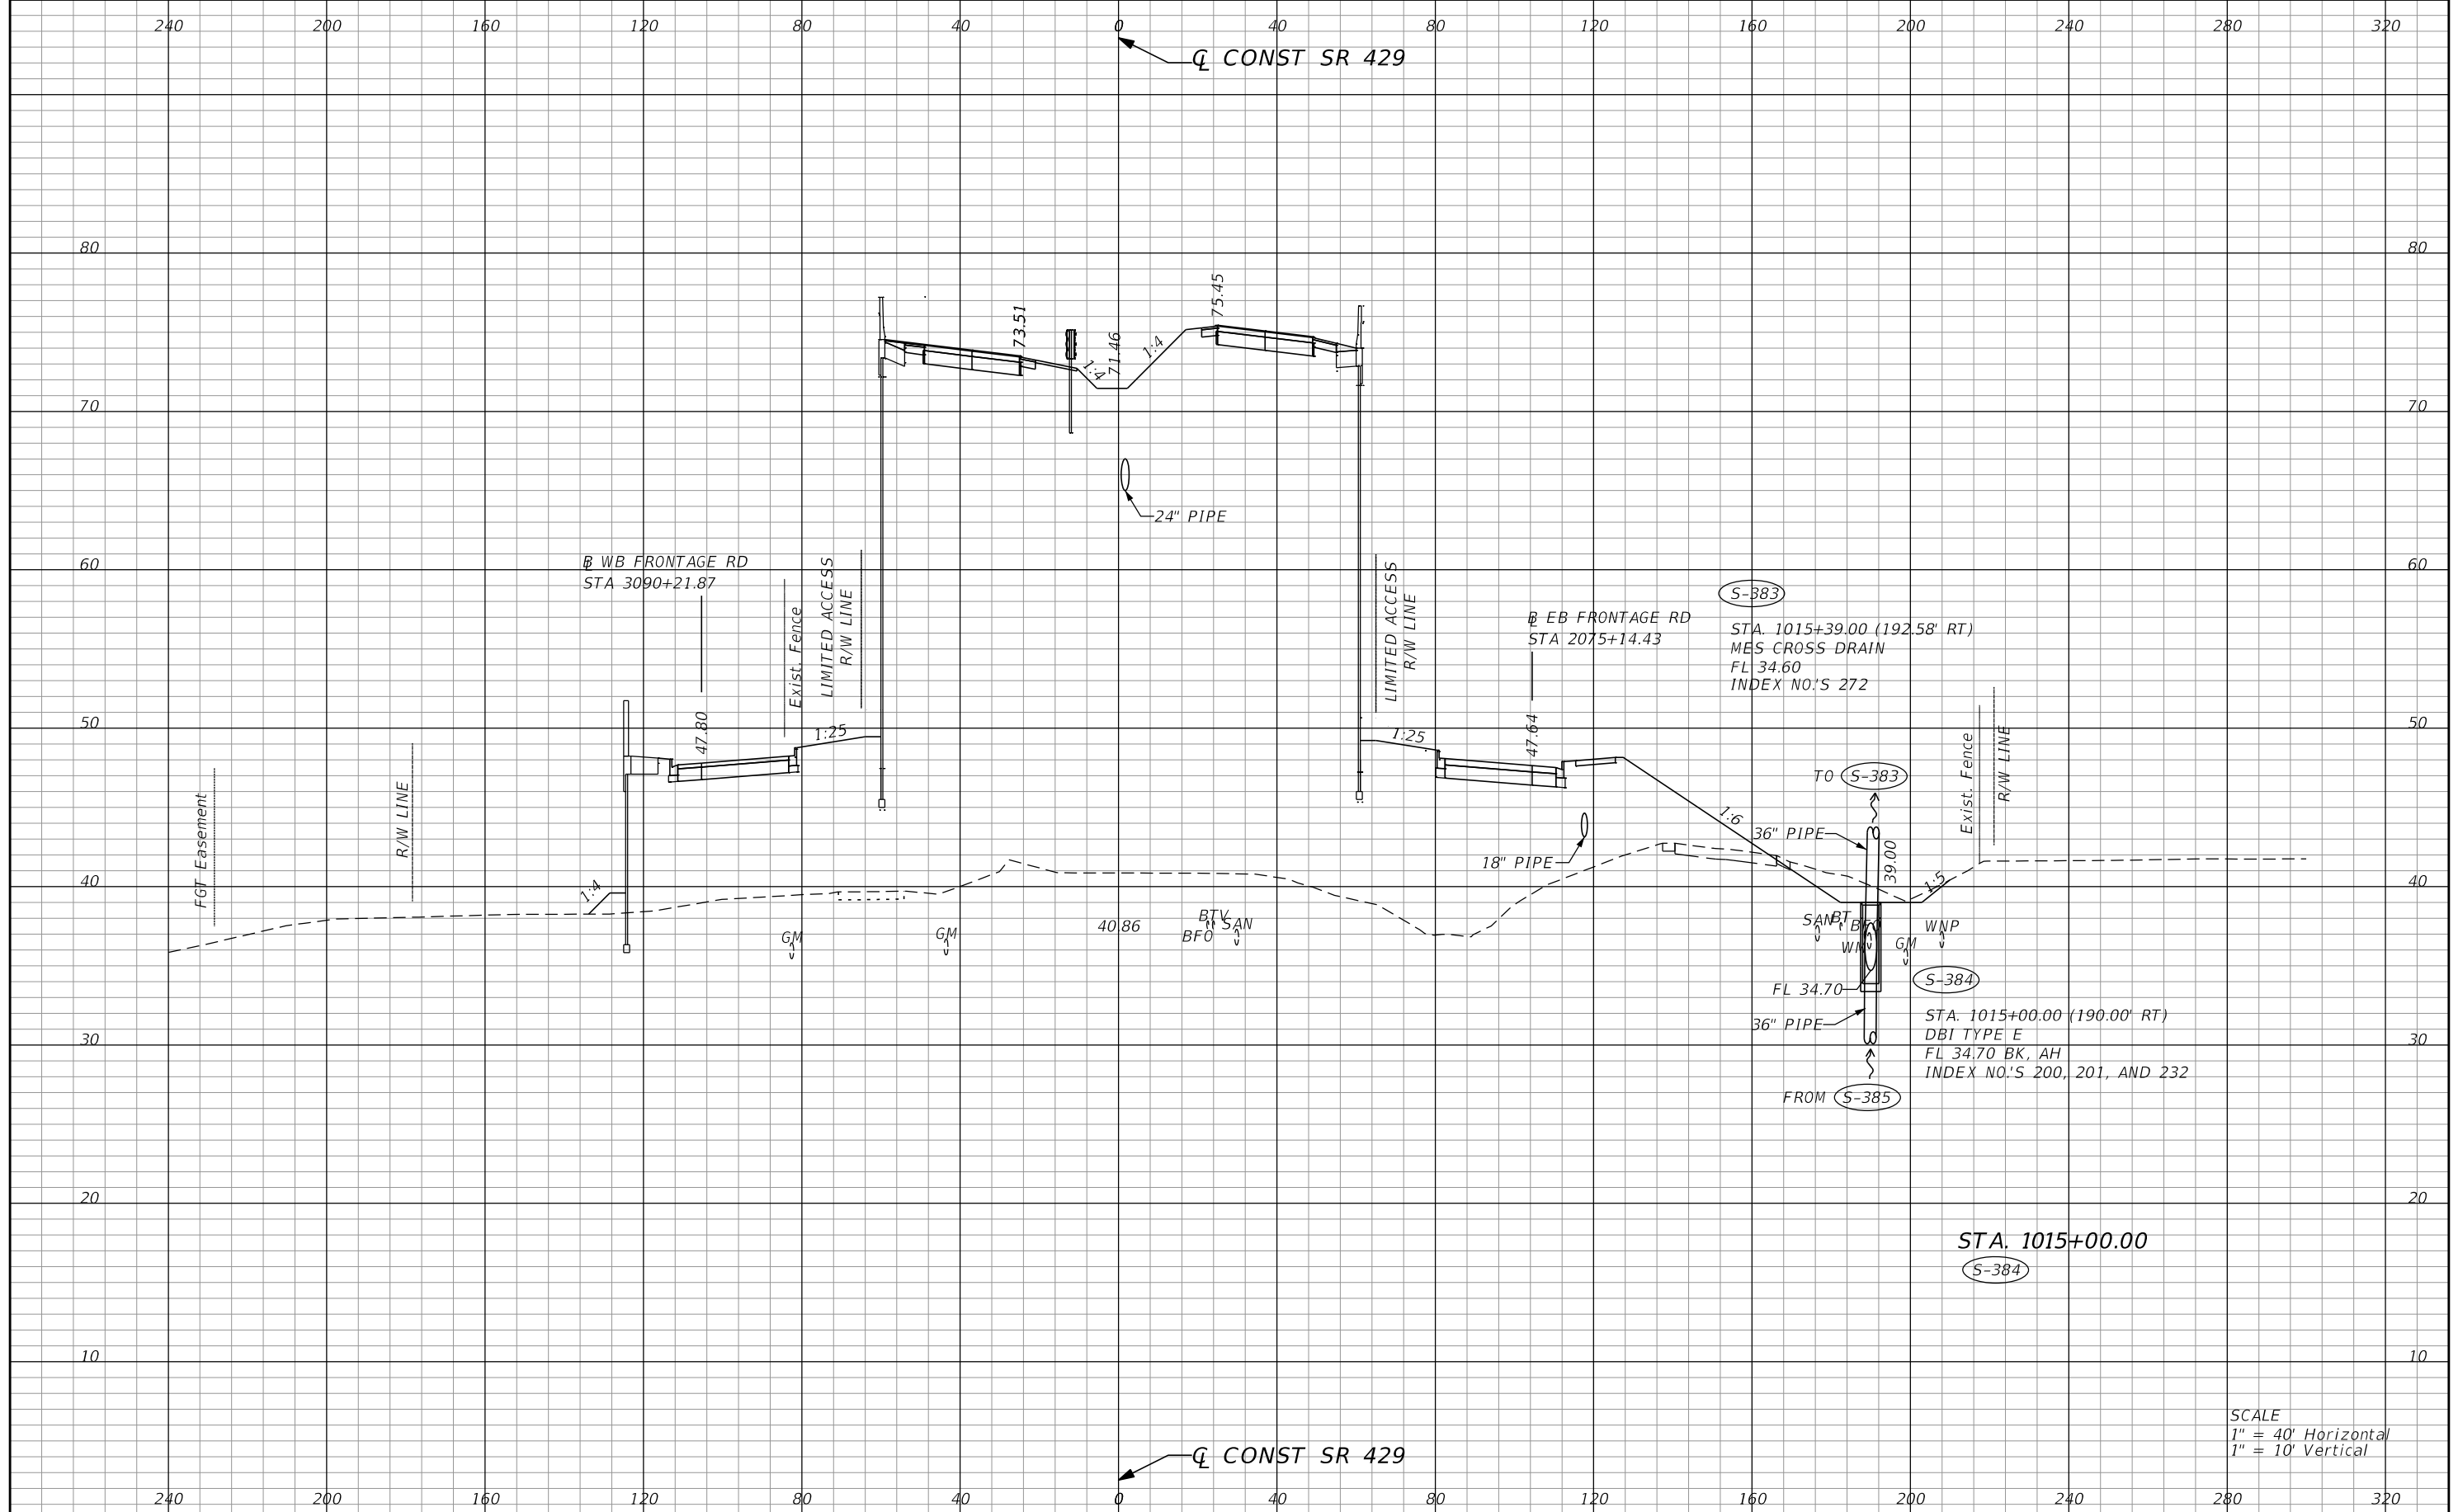 240 200 160 120 80 40 0 40 80 120 160 200 240 280 320
℄ CONST SR 429
80 80
75.45
73.51
71.46
1:4
1:4
70 70
24" PIPE
℄ WB FRONTAGE RD
STA 3090+21.87
60 60
LIMITED ACCESS
R/W LINE
Exist. Fence
LIMITED ACCESS
R/W LINE
S-383
STA. 1015+39.00 (192.58' RT)
MES CROSS DRAIN
FL 34.60
INDEX NO.'S 272
B EB FRONTAGE RD
STA 2075+14.43
50 50
47.80
1:25
1:25
47.64
Exist. Fence
R/W LINE
TO S-383
FGT Easement
R/W LINE
1:6
36" PIPE
18" PIPE
39.00
1:4
1:5
40 40
GM
GM
40.86
BTV
BFO
SAN
SAN
BT
WNP
GM
S-384
FL 34.70
36" PIPE
STA. 1015+00.00 (190.00' RT)
DBI TYPE E
FL 34.70 BK, AH
INDEX NO.'S 200, 201, AND 232
30 30
FROM S-385
20 20
STA. 1015+00.00
S-384
10 10
SCALE
1" = 40' Horizontal
1" = 10' Vertical
℄ CONST SR 429
240 200 160 120 80 40 0 40 80 120 160 200 240 280 320